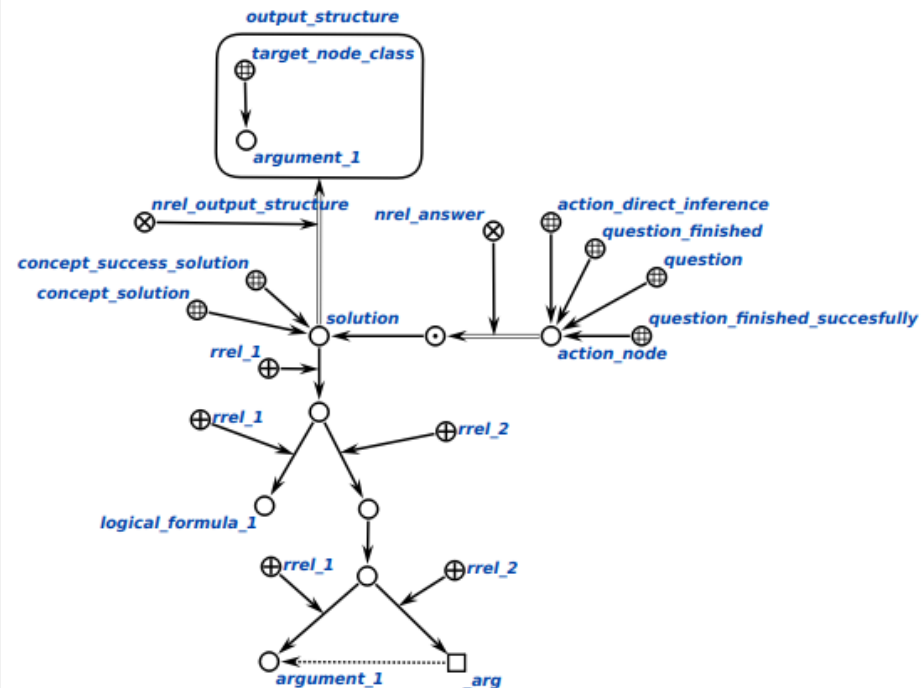 output_structure
target_node_class
argument_1
nrel_output_structure
nrel_answer
action_direct_inference
question_finished
question
concept_success_solution
concept_solution
solution
question_finished_succesfully
action_node
rrel_1
rrel_1
rrel_2
logical_formula_1
rrel_1
rrel_2
argument_1
_arg